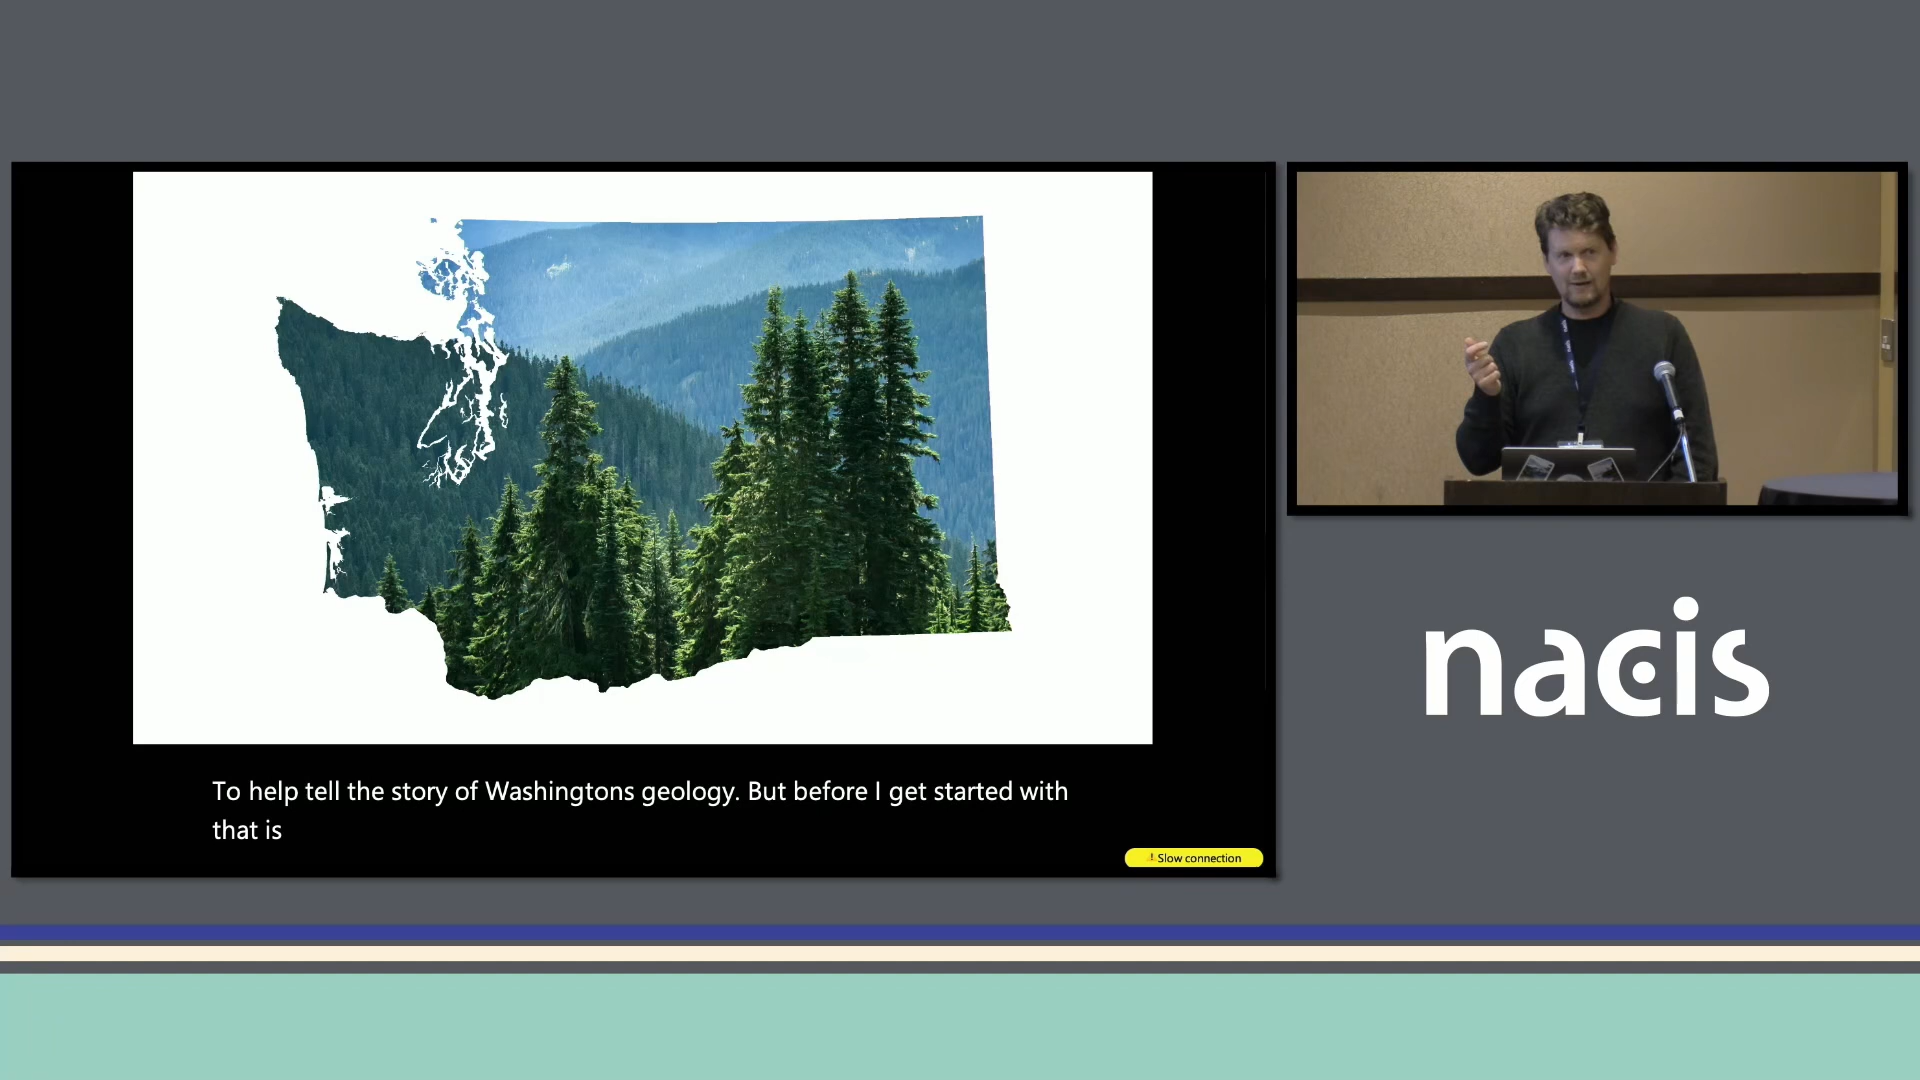 To help tell the story of Washingtons geology. But before I get started with
that is
Slow connection
nacis